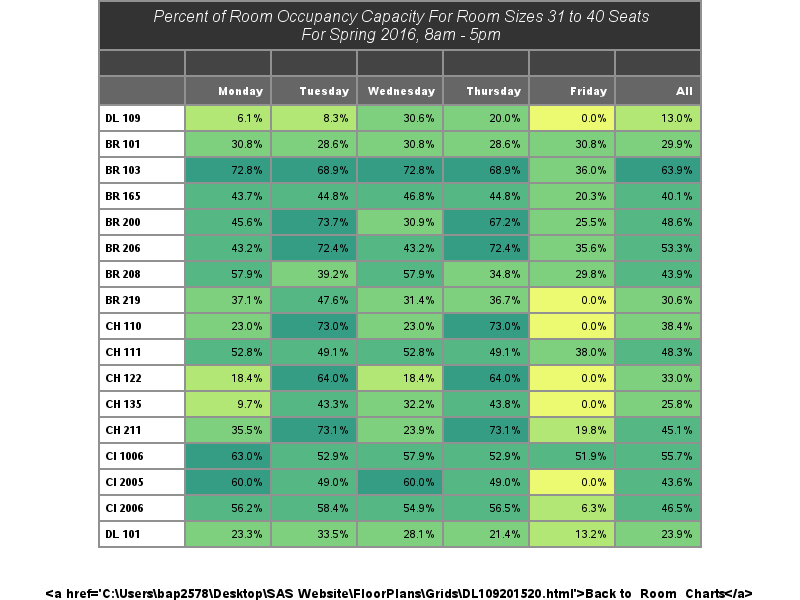 Percent of Room Occupancy Capacity For Room Sizes 31 to 40 Seats
For Spring 2016, 8am - 5pm
Monday Tuesday Wednesday Thursday Friday All
DL 109 6.1% 8.3% 30.6% 20.0% 0.0% 13.0%
BR 101 30.8% 28.6% 30.8% 28.6% 30.8% 29.9%
BR 103 72.8% 68.9% 72.8% 68.9% 36.0% 63.9%
BR 165 43.7% 44.8% 46.8% 44.8% 20.3% 40.1%
BR 200 45.6% 73.7% 30.9% 67.2% 25.5% 48.6%
BR 206 43.2% 72.4% 43.2% 72.4% 35.6% 53.3%
BR 208 57.9% 39.2% 57.9% 34.8% 29.8% 43.9%
BR 219 37.1% 47.6% 31.4% 36.7% 0.0% 30.6%
CH 110 23.0% 73.0% 23.0% 73.0% 0.0% 38.4%
CH 111 52.8% 49.1% 52.8% 49.1% 38.0% 48.3%
CH 122 18.4% 64.0% 18.4% 64.0% 0.0% 33.0%
CH 135 9.7% 43.3% 32.2% 43.8% 0.0% 25.8%
CH 211 35.5% 73.1% 23.9% 73.1% 19.8% 45.1%
CI 1006 63.0% 52.9% 57.9% 52.9% 51.9% 55.7%
CI 2005 60.0% 49.0% 60.0% 49.0% 0.0% 43.6%
CI 2006 56.2% 58.4% 54.9% 56.5% 6.3% 46.5%
DL 101 23.3% 33.5% 28.1% 21.4% 13.2% 23.9%
<a href='C:\Users\bap2578\Desktop\SAS Website\FloorPlans\Grids\DL109201520.html'>Back to Room Charts</a>